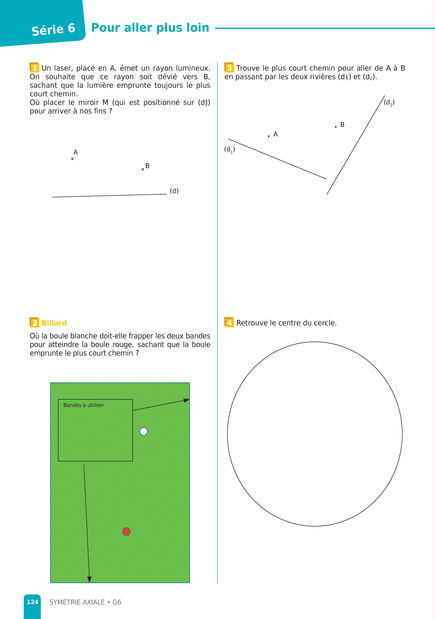 Série 6
Pour aller plus loin
1 Un laser, placé en A, émet un rayon lumineux.
On souhaite que ce rayon soit dévié vers B,
sachant que la lumière emprunte toujours le plus
court chemin.
Où placer le miroir M (qui est positionné sur (d))
pour arriver à nos fins ?
A
B
(d)
2 Billard
Où la boule blanche doit-elle frapper les deux bandes
pour atteindre la boule rouge, sachant que la boule
emprunte le plus court chemin ?
Bandes à utiliser
3 Trouve le plus court chemin pour aller de A à B
en passant par les deux rivières (d1) et (d2).
(d2)
B
A
(d1)
4 Retrouve le centre du cercle.
124 SYMÉTRIE AXIALE • G6